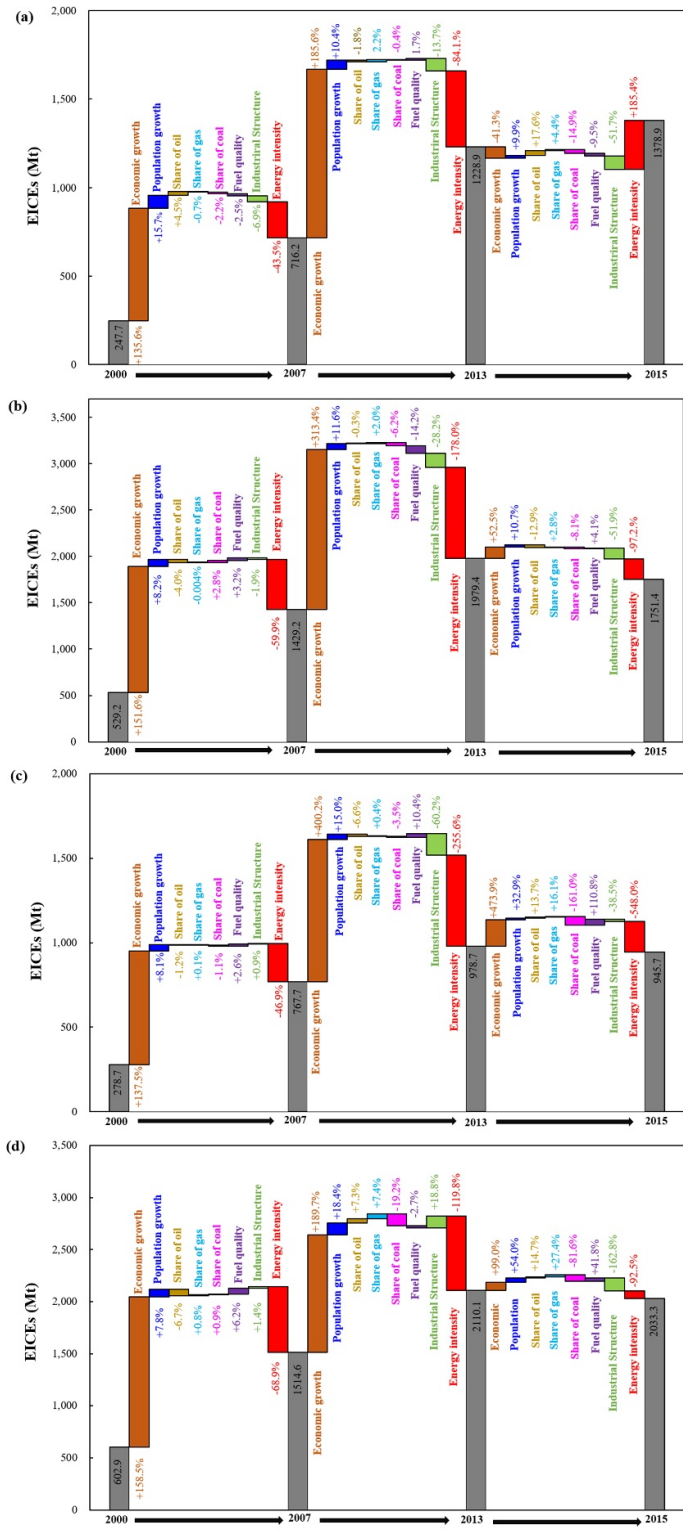 (a)
EICEs (Mt)
2,000
1,500
1,000
500
0
247.7
+135.6%
Economic growth
Population growth
+15.7%
Share of oil
+4.5%
Share of gas
-0.7%
Share of coal
-2.2%
Fuel quality
-2.5%
Industriral Structure
-6.9%
Energy intensity
-43.5%
716.2
Economic growth
+185.6%
+10.4%
Population growth
-1.8%
Share of oil
2.2%
Share of gas
-0.4%
Share of coal
1.7%
Fuel quality
-13.7%
Industrial Structure
-84.1%
Energy intensity
1228.9
-41.3%
Economic growth
+9.9%
Population growth
+17.6%
Share of oil
+4.4%
Share of gas
-14.9%
Share of coal
-9.5%
Fuel quality
-51.7%
Industrial Structure
+185.4%
Energy intensity
1378.9
2000
2007
2013
2015
(b)
EICEs (Mt)
3,500
3,000
2,500
2,000
1,500
1,000
500
0
529.2
+151.6%
Economic growth
Population growth
+8.2%
Share of oil
-4.0%
Share of gas
-0.004%
Share of coal
+2.8%
Fuel quality
+3.2%
Industrial Structure
-1.9%
Energy intensity
-59.9%
1429.2
Economic growth
+313.4%
+11.6%
Population growth
-0.3%
Share of oil
+2.0%
Share of gas
-6.2%
Share of coal
-14.2%
Fuel quality
-28.2%
Industrial Structure
-178.0%
Energy intensity
1979.4
+52.5%
Economic growth
+10.7%
Population growth
-12.9%
Share of oil
+2.8%
Share of gas
-8.1%
Share of coal
+4.1%
Fuel quality
-51.9%
Industrial Structure
-97.2.%
Energy intensity
1751.4
2000
2007
2013
2015
(c)
EICEs (Mt)
2,000
1,500
1,000
500
0
278.7
+137.5%
Economic growth
Population growth
+8.1%
Share of oil
-1.2%
Share of gas
+0.1%
Share of coal
-1.1%
Fuel quality
+2.6%
Industrial Structure
+0.9%
Energy intensity
-46.9%
767.7
Economic growth
+400.2%
+15.0%
Population growth
-6.6%
Share of oil
+0.4%
Share of gas
-3.5%
Share of coal
+10.4%
Fuel quality
-60.2%
Industrial Structure
-255.6%
Energy intensity
978.7
+473.9%
Economic growth
+32.9%
Population growth
+13.7%
Share of oil
+16.1%
Share of gas
-161.0%
Share of coal
+110.8%
Fuel quality
-38.5%
Industrial Structure
-548.0%
Energy intensity
945.7
2000
2007
2013
2015
(d)
EICEs (Mt)
3,500
3,000
2,500
2,000
1,500
1,000
500
0
602.9
+158.5%
Economic growth
Population growth
+7.8%
Share of oil
-6.7%
Share of gas
+0.8%
Share of coal
+0.9%
Fuel quality
+6.2%
Industrial Structure
+1.4%
Energy intensity
-68.9%
1514.6
Economic growth
+189.7%
+18.4%
Population growth
+7.3%
Share of oil
+7.4%
Share of gas
-19.2%
Share of coal
-2.7%
Fuel quality
+18.8%
Industrial Structure
-119.8%
Energy intensity
2110.1
+99.0%
Economic
+54.0%
Population
+14.7%
Share of oil
+27.4%
Share of gas
-81.6%
Share of coal
-41.8%
Fuel quality
-162.8%
Industrial Structure
-92.5%
Energy intensity
2033.3
2000
2007
2013
2015